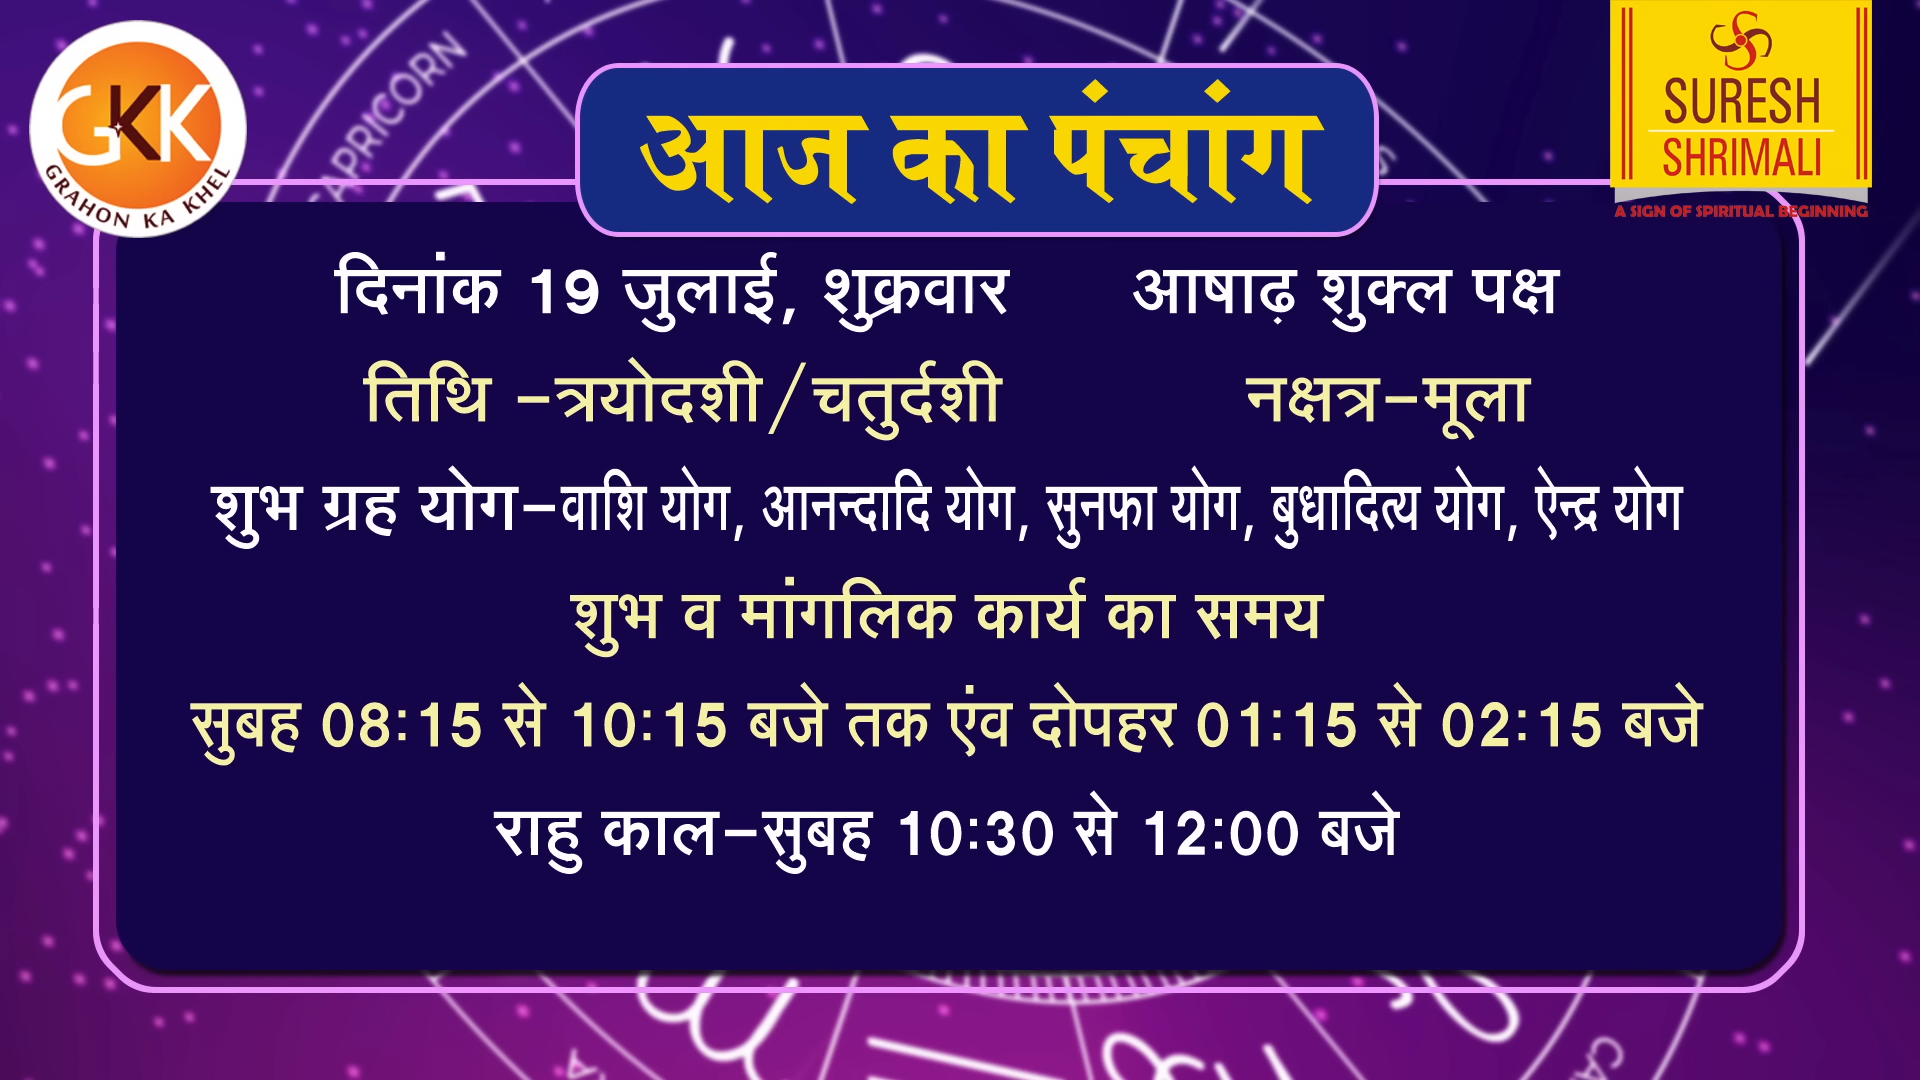 GKK
GRAHON KA KHEL
CAPRICORN
आज का पंचांग
SURESH
SHRIMALI
A SIGN OF SPIRITUAL BEGINNING
दिनांक 19 जुलाई, शुक्रवार आषाढ़ शुक्ल पक्ष
तिथि -त्रयोदशी/चतुर्दशी नक्षत्र-मूला
शुभ ग्रह योग-वाशि योग, आनन्दादि योग, सुनफा योग, बुधादित्य योग, ऐन्द्र योग
शुभ व मांगलिक कार्य का समय
सुबह 08:15 से 10:15 बजे तक एंव दोपहर 01:15 से 02:15 बजे
राहु काल-सुबह 10:30 से 12:00 बजे